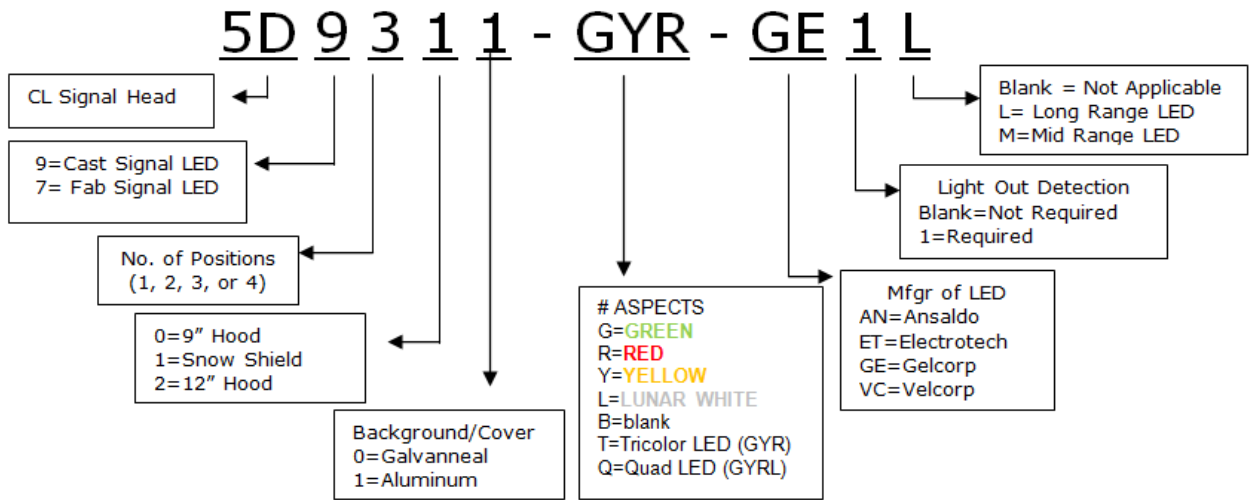 5D 9 3 1 1 - GYR - GE 1 L
CL Signal Head
9=Cast Signal LED
7= Fab Signal LED
No. of Positions
(1, 2, 3, or 4)
0=9” Hood
1=Snow Shield
2=12” Hood
Background/Cover
0=Galvanneal
1=Aluminum
# ASPECTS
G=GREEN
R=RED
Y=YELLOW
L=LUNAR WHITE
B=blank
T=Tricolor LED (GYR)
Q=Quad LED (GYRL)
Mfgr of LED
AN=Ansaldo
ET=Electrotech
GE=Gelcorp
VC=Velcorp
Light Out Detection
Blank=Not Required
1=Required
Blank = Not Applicable
L= Long Range LED
M=Mid Range LED